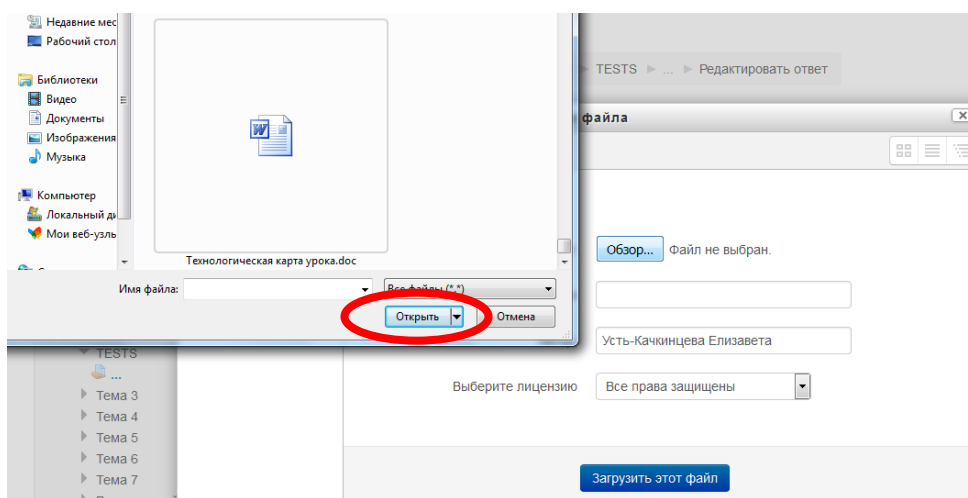 Недавние мес
Рабочий стол
Библиотеки
Видео
Документы
Изображения
Музыка
Компьютер
Локальный ди
Мои веб-узль
Технологическая карта урока.doc
Имя файла:
Все файлы (*.*)
Открыть
Отмена
TESTS ... Редактировать ответ
файла
Обзор... Файл не выбран.
Усть-Качкинцева Елизавета
Выберите лицензию Все права защищены
Загрузить этот файл
TESTS
...
Тема 3
Тема 4
Тема 5
Тема 6
Тема 7